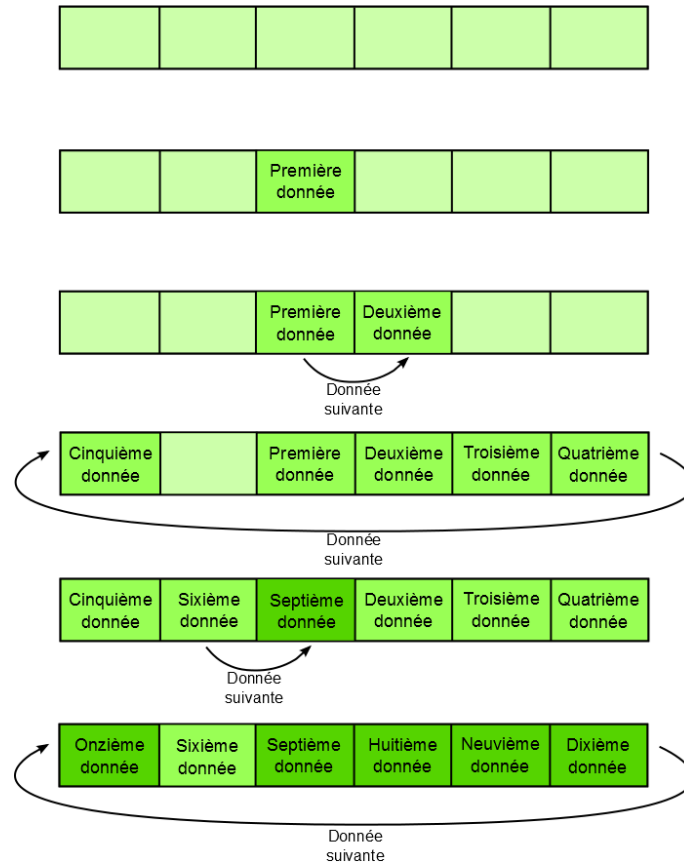 Première
donnée
Première
donnée
Deuxième
donnée
Donnée
suivante
Cinquième
donnée
Première
donnée
Deuxième
donnée
Troisième
donnée
Quatrième
donnée
Donnée
suivante
Cinquième
donnée
Sixième
donnée
Septième
donnée
Deuxième
donnée
Troisième
donnée
Quatrième
donnée
Donnée
suivante
Onzième
donnée
Sixième
donnée
Septième
donnée
Huitième
donnée
Neuvième
donnée
Dixième
donnée
Donnée
suivante